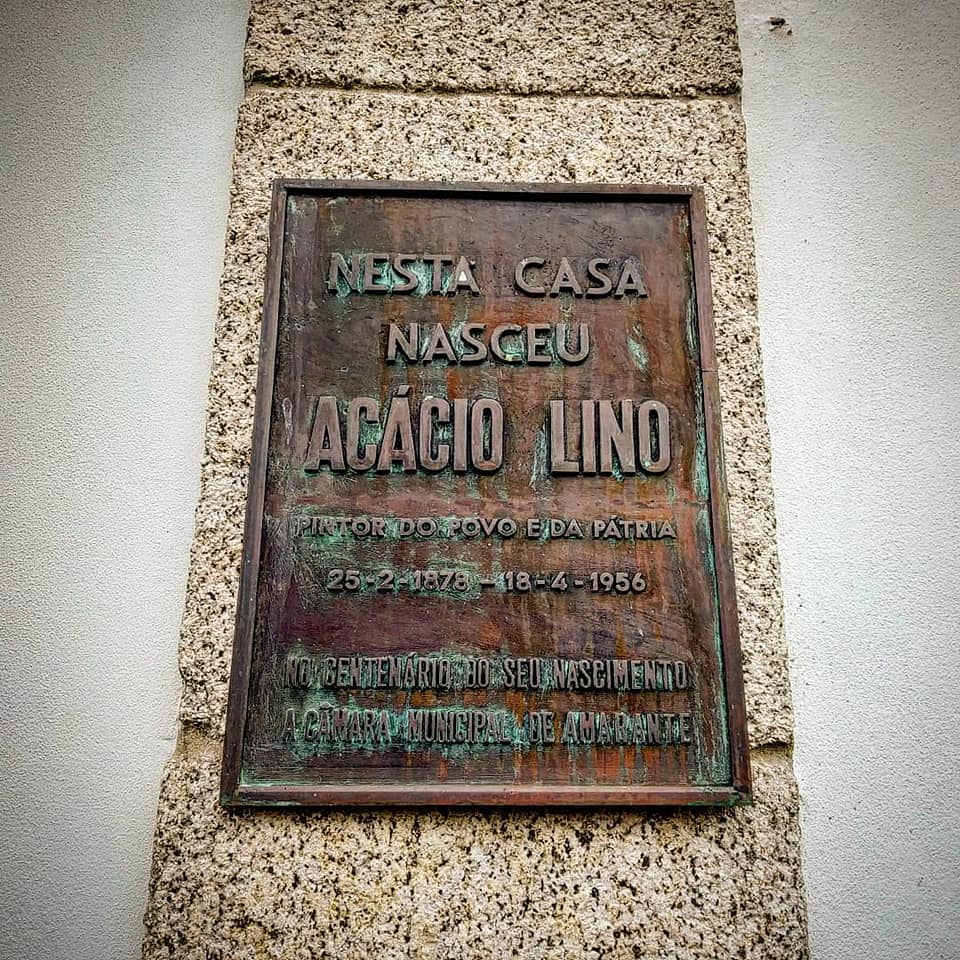 NESTA CASA
NASCEU
ACÁCIO LINO
PINTOR DO POVO E DA PÁTRIA
25-2-1878 – 18-4-1956
NO CENTENÁRIO DO SEU NASCIMENTO
A CÂMARA MUNICIPAL DE AMARANTE